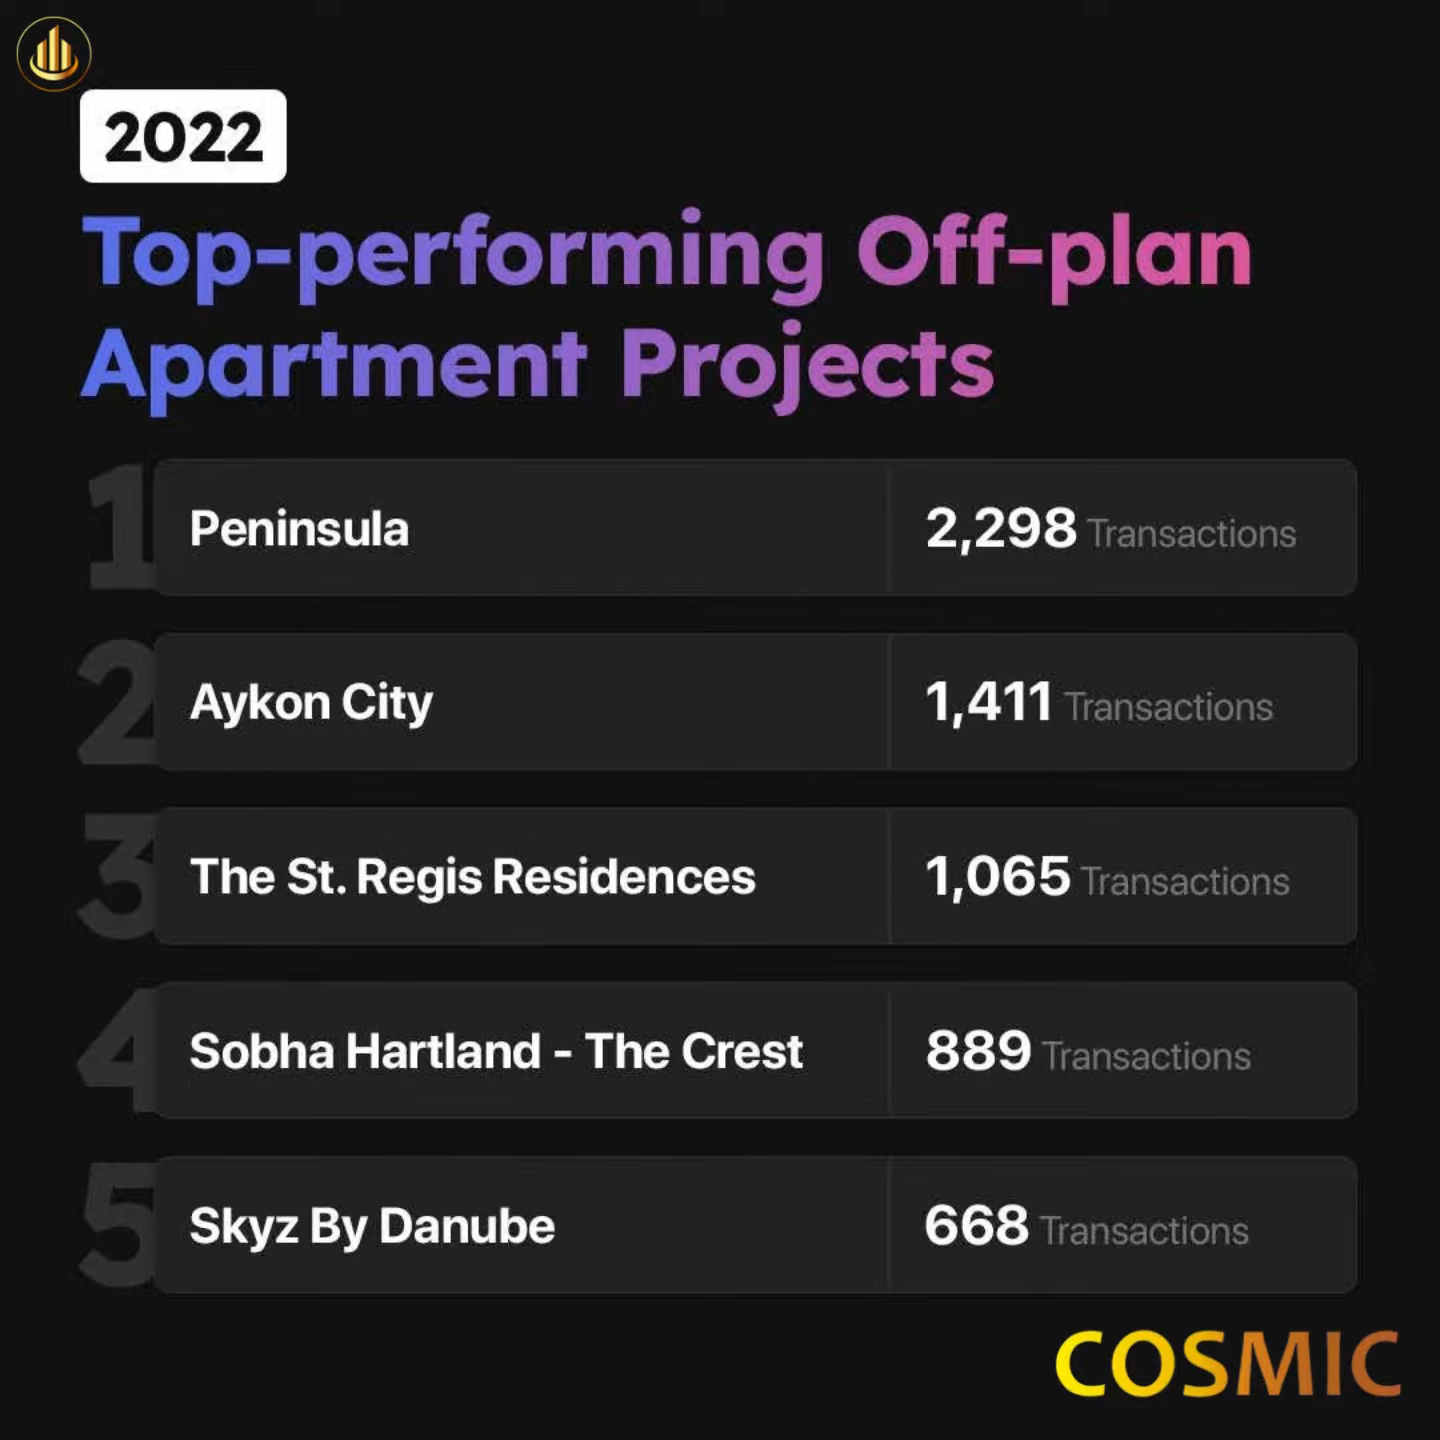 2022
Top-performing Off-plan
Apartment Projects
1 Peninsula 2,298 Transactions
2 Aykon City 1,411 Transactions
3 The St. Regis Residences 1,065 Transactions
4 Sobha Hartland - The Crest 889 Transactions
5 Skyz By Danube 668 Transactions
COSMIC